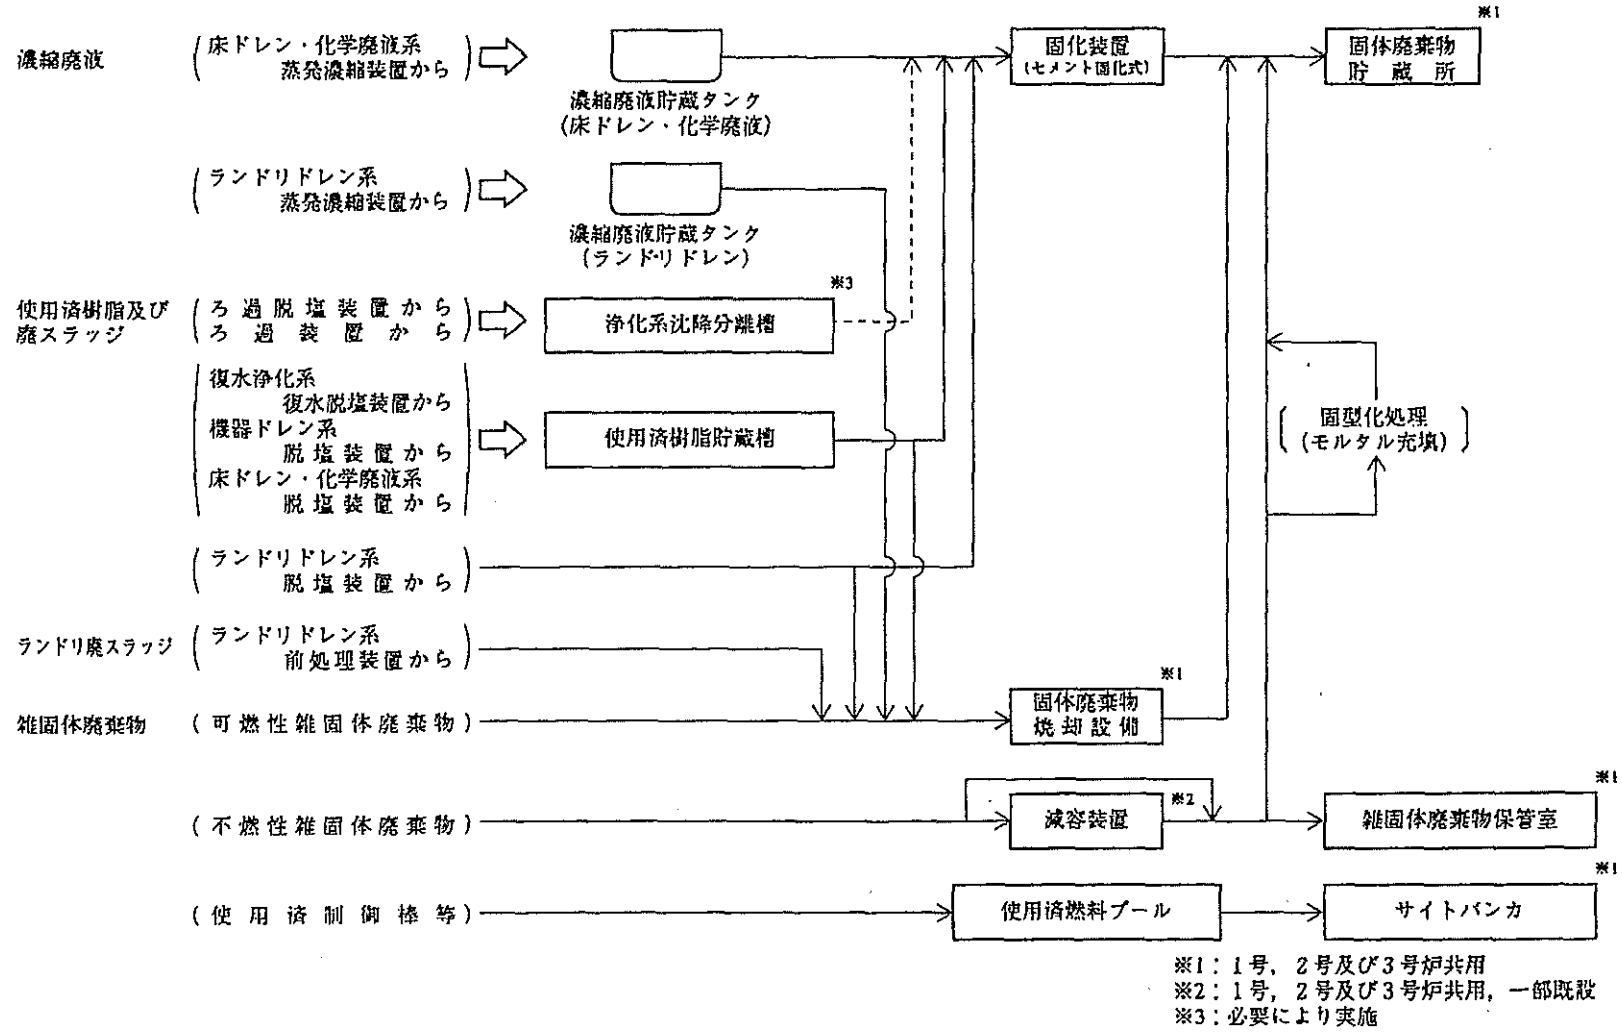 ※1
濃縮廃液
(床ドレン・化学廃液系
蒸発濃縮装置から)
濃縮廃液貯蔵タンク
(床ドレン・化学廃液)
固化装置
(セメント固化式)
固体廃棄物
貯蔵所
(ランドリドレン系
蒸発濃縮装置から)
濃縮廃液貯蔵タンク
(ランドリドレン)
使用済樹脂及び
廃スラッジ
(ろ過脱塩装置から
ろ過装置から)
※3
浄化系沈降分離槽
(復水浄化系
復水脱塩装置から
機器ドレン系
脱塩装置から
床ドレン・化学廃液系
脱塩装置から)
使用済樹脂貯蔵槽
〔固型化処理
(モルタル充填)〕
(ランドリドレン系
脱塩装置から)
ランドリ廃スラッジ
(ランドリドレン系
前処理装置から)
雑固体廃棄物
(可燃性雑固体廃棄物)
※1
固体廃棄物
焼却設備
(不燃性雑固体廃棄物)
減容装置
※2
※1
雑固体廃棄物保管室
(使用済制御棒等)
使用済燃料プール
※1
サイトバンカ
※1:1号,2号及び3号炉共用
※2:1号,2号及び3号炉共用,一部既設
※3:必要により実施